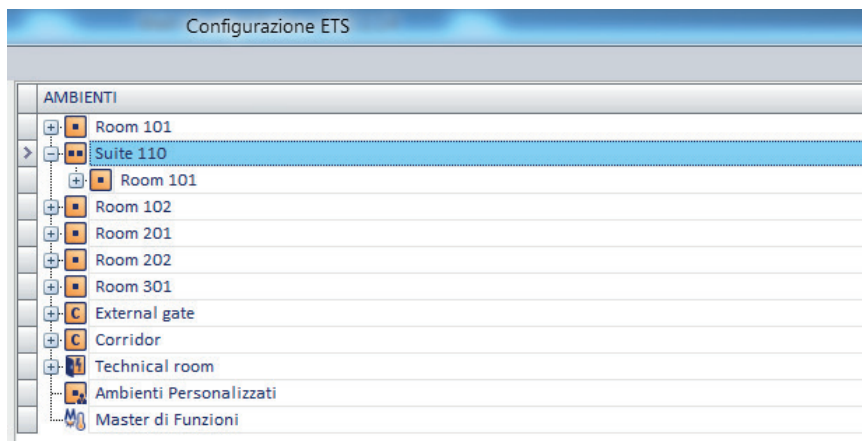 Configurazione ETS
AMBIENTI
Room 101
Suite 110
Room 101
Room 102
Room 201
Room 202
Room 301
C External gate
C Corridor
Technical room
Ambienti Personalizzati
M Master di Funzioni